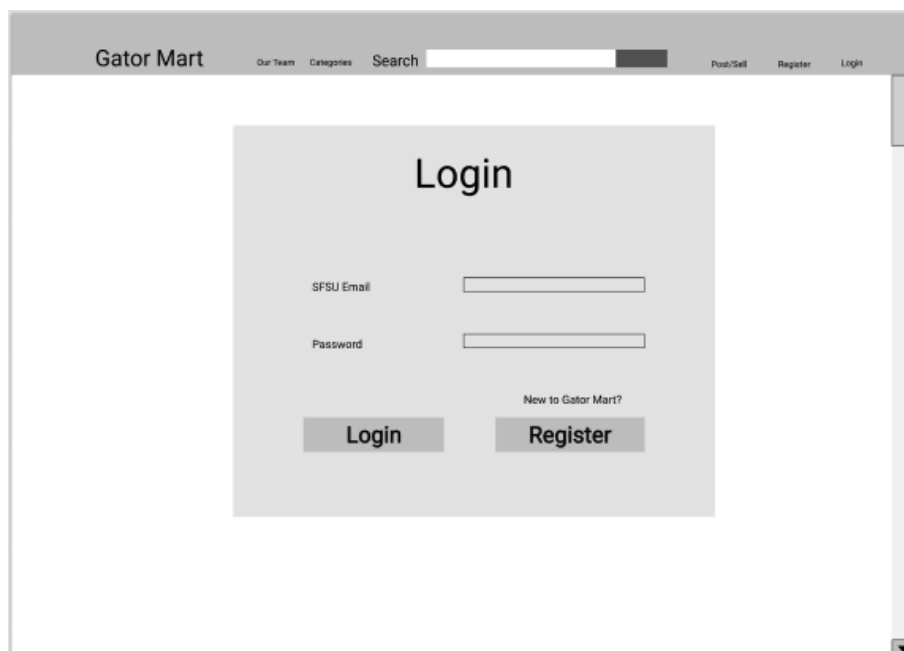 Gator Mart Our Team Categories Search Post/Sell Register Login
Login
SFSU Email
Password
New to Gator Mart?
Login Register